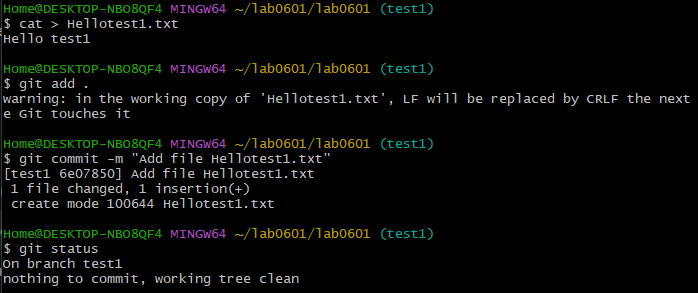 Home@DESKTOP-NBO8QF4 MINGW64 ~/lab0601/lab0601 (test1)
$ cat > Hellotest1.txt
Hello test1
Home@DESKTOP-NBO8QF4 MINGW64 ~/lab0601/lab0601 (test1)
$ git add .
warning: in the working copy of 'Hellotest1.txt', LF will be replaced by CRLF the next
e Git touches it
Home@DESKTOP-NBO8QF4 MINGW64 ~/lab0601/lab0601 (test1)
$ git commit -m "Add file Hellotest1.txt"
[test1 6e07850] Add file Hellotest1.txt
 1 file changed, 1 insertion(+)
 create mode 100644 Hellotest1.txt
Home@DESKTOP-NBO8QF4 MINGW64 ~/lab0601/lab0601 (test1)
$ git status
On branch test1
nothing to commit, working tree clean